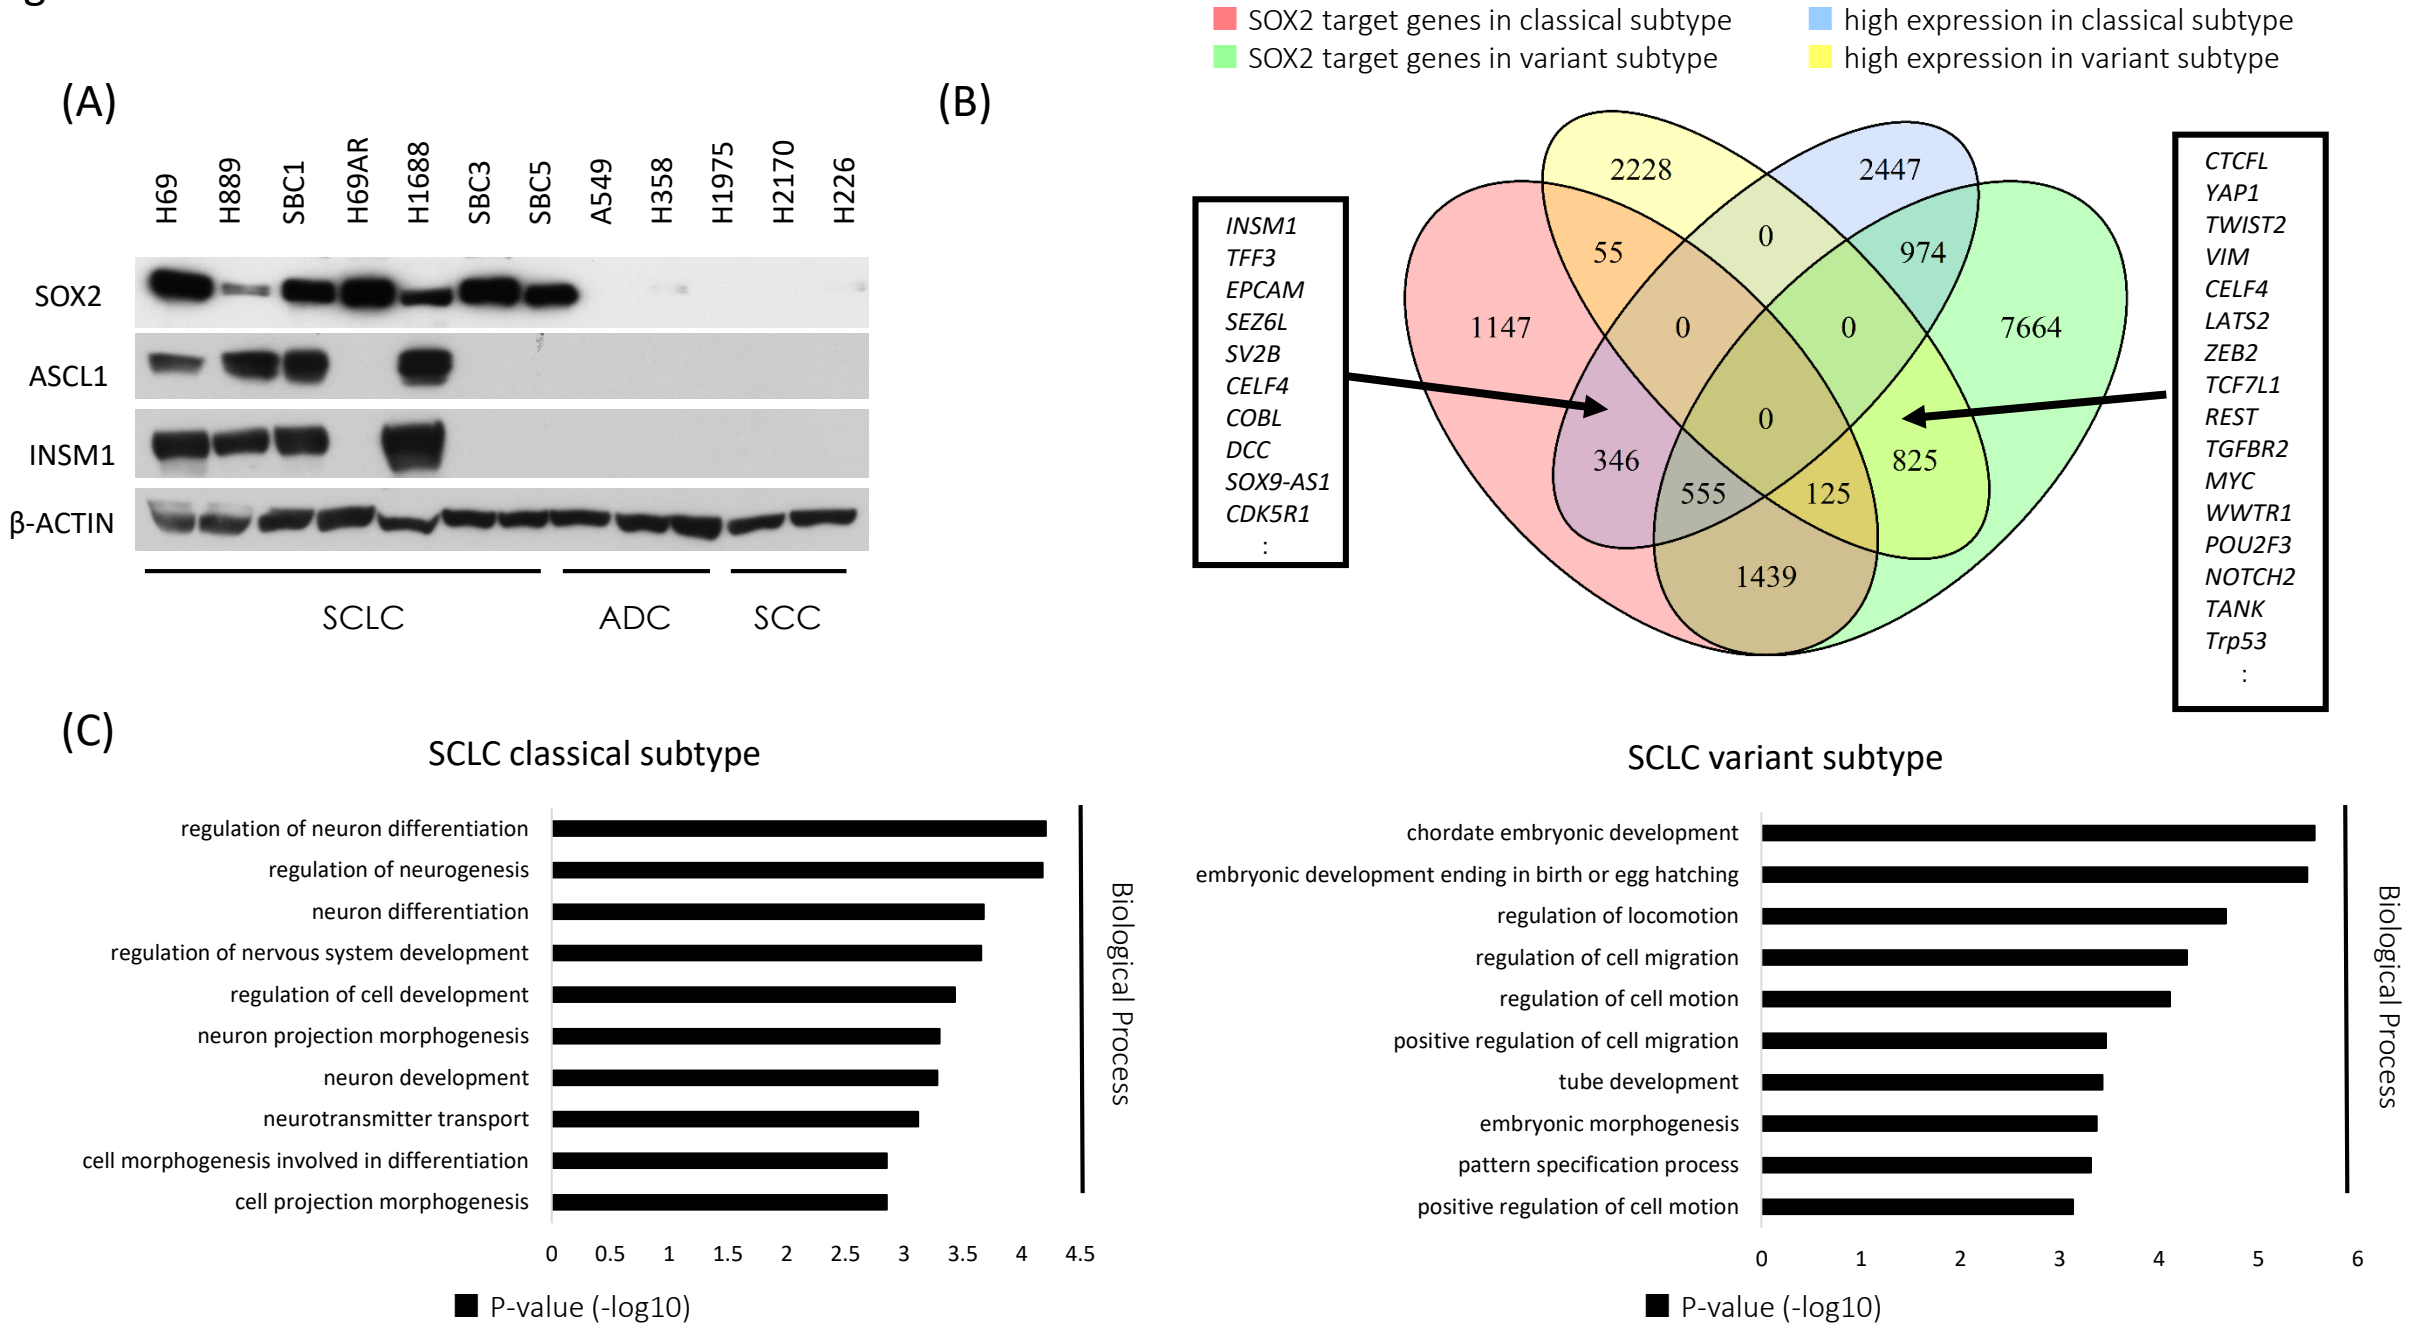 SOX2 target genes in classical subtype
high expression in classical subtype
SOX2 target genes in variant subtype
high expression in variant subtype
(A)
H69
H889
SBC1
H69AR
H1688
SBC3
SBC5
A549
H358
H1975
H2170
H226
SOX2
ASCL1
INSM1
β-ACTIN
SCLC
ADC
SCC
(B)
INSM1
TFF3
EPCAM
SEZ6L
SV2B
CELF4
COBL
DCC
SOX9-AS1
CDK5R1
:
2228
2447
55
0
974
1147
0
0
7664
0
346
825
555
125
1439
CTCFL
YAP1
TWIST2
VIM
CELF4
LATS2
ZEB2
TCF7L1
REST
TGFBR2
MYC
WWTR1
POU2F3
NOTCH2
TANK
Trp53
:
(C)
SCLC classical subtype
regulation of neuron differentiation
regulation of neurogenesis
neuron differentiation
regulation of nervous system development
regulation of cell development
neuron projection morphogenesis
neuron development
neurotransmitter transport
cell morphogenesis involved in differentiation
cell projection morphogenesis
0 0.5 1 1.5 2 2.5 3 3.5 4 4.5
P-value (-log10)
Biological Process
SCLC variant subtype
chordate embryonic development
embryonic development ending in birth or egg hatching
regulation of locomotion
regulation of cell migration
regulation of cell motion
positive regulation of cell migration
tube development
embryonic morphogenesis
pattern specification process
positive regulation of cell motion
0 1 2 3 4 5 6
P-value (-log10)
Biological Process